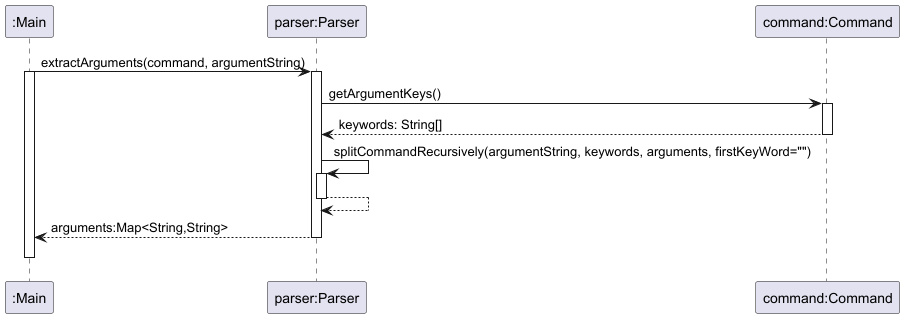 :Main
parser:Parser
command:Command
extractArguments(command, argumentString)
getArgumentKeys()
keywords: String[]
splitCommandRecursively(argumentString, keywords, arguments, firstKeyWord="")
arguments:Map<String,String>
:Main
parser:Parser
command:Command